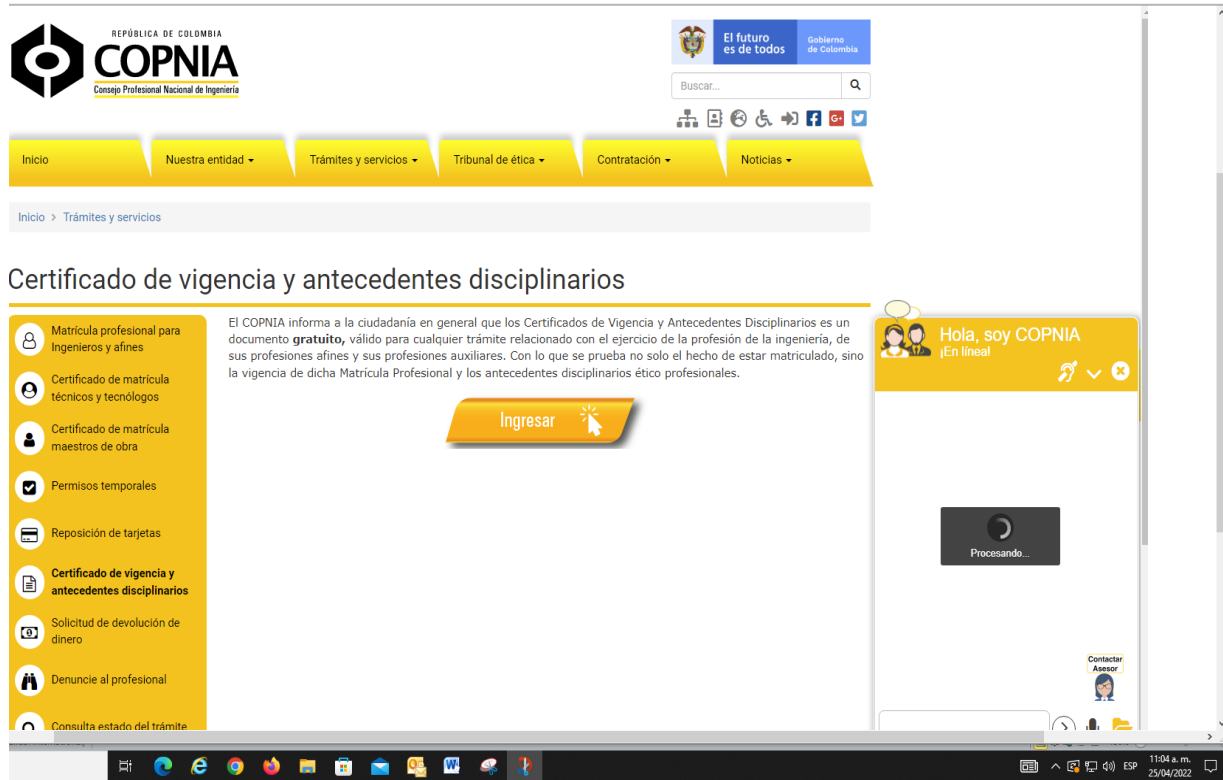 REPÚBLICA DE COLOMBIA
COPNIA
Consejo Profesional Nacional de Ingeniería
El futuro
es de todos
Gobierno
de Colombia
Buscar...
Inicio
Nuestra entidad
Trámites y servicios
Tribunal de ética
Contratación
Noticias
Inicio > Trámites y servicios
Certificado de vigencia y antecedentes disciplinarios
Matrícula profesional para
Ingenieros y afines
Certificado de matrícula
técnicos y tecnólogos
Certificado de matrícula
maestros de obra
Permisos temporales
Reposición de tarjetas
Certificado de vigencia y
antecedentes disciplinarios
Solicitud de devolución de
dinero
Denuncie al profesional
Consulta estado del trámite
El COPNIA informa a la ciudadanía en general que los Certificados de Vigencia y Antecedentes Disciplinarios es un
documento gratuito, válido para cualquier trámite relacionado con el ejercicio de la profesión de la ingeniería, de
sus profesiones afines y sus profesiones auxiliares. Con lo que se prueba no solo el hecho de estar matriculado, sino
la vigencia de dicha Matrícula Profesional y los antecedentes disciplinarios ético profesionales.
Ingresar
Hola, soy COPNIA
¡En línea!
Procesando...
Contactar
Asesor
ESP
11:04 a. m.
25/04/2022